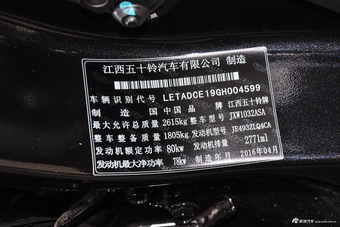 江西五十铃汽车有限公司 制造
车辆识别代号 LETADCE19GH004599
制造国 中国 品牌 江西五十铃牌
最大允许总质量 2615kg 整车型号 JXW1032ASA
整车整备质量 1805kg 发动机型号 JE493ZLQ4CA
发动机额定功率 80kw 发动机排量 2771ml
发动机最大净功率 78kw 制造年月 2016年04月